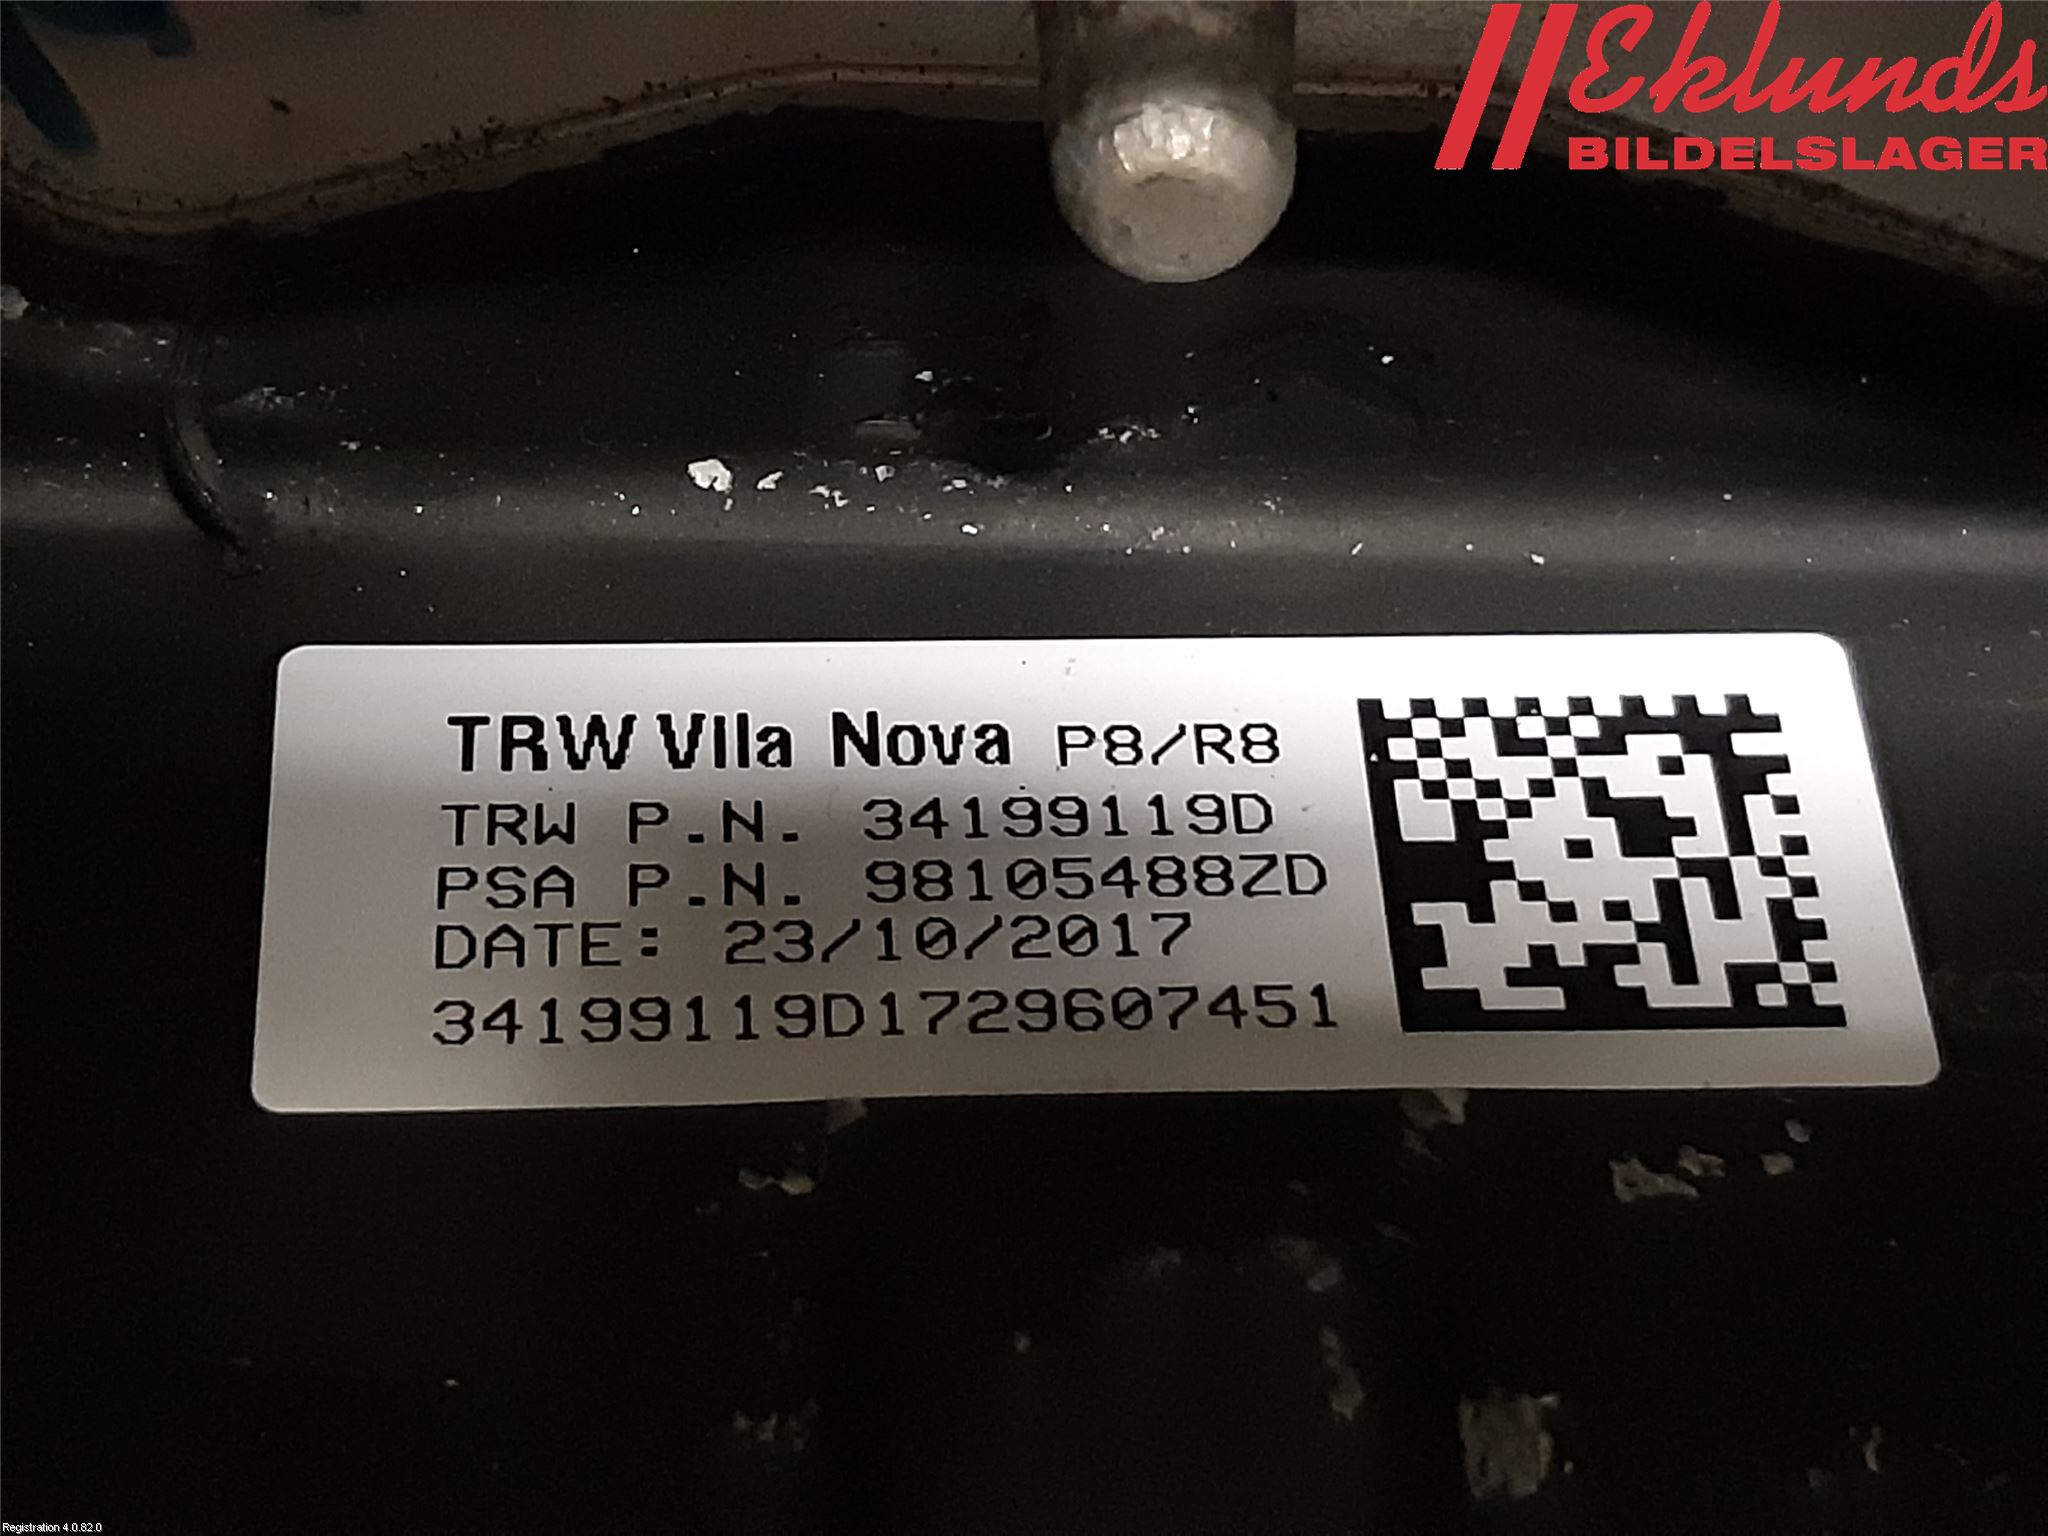 Eklunds
BILDELSLAGER
TRW Vila Nova P8/R8
TRW P.N. 34199119D
PSA P.N. 98105488ZD
DATE: 23/10/2017
34199119D1729607451
Registration 4.0.82.0